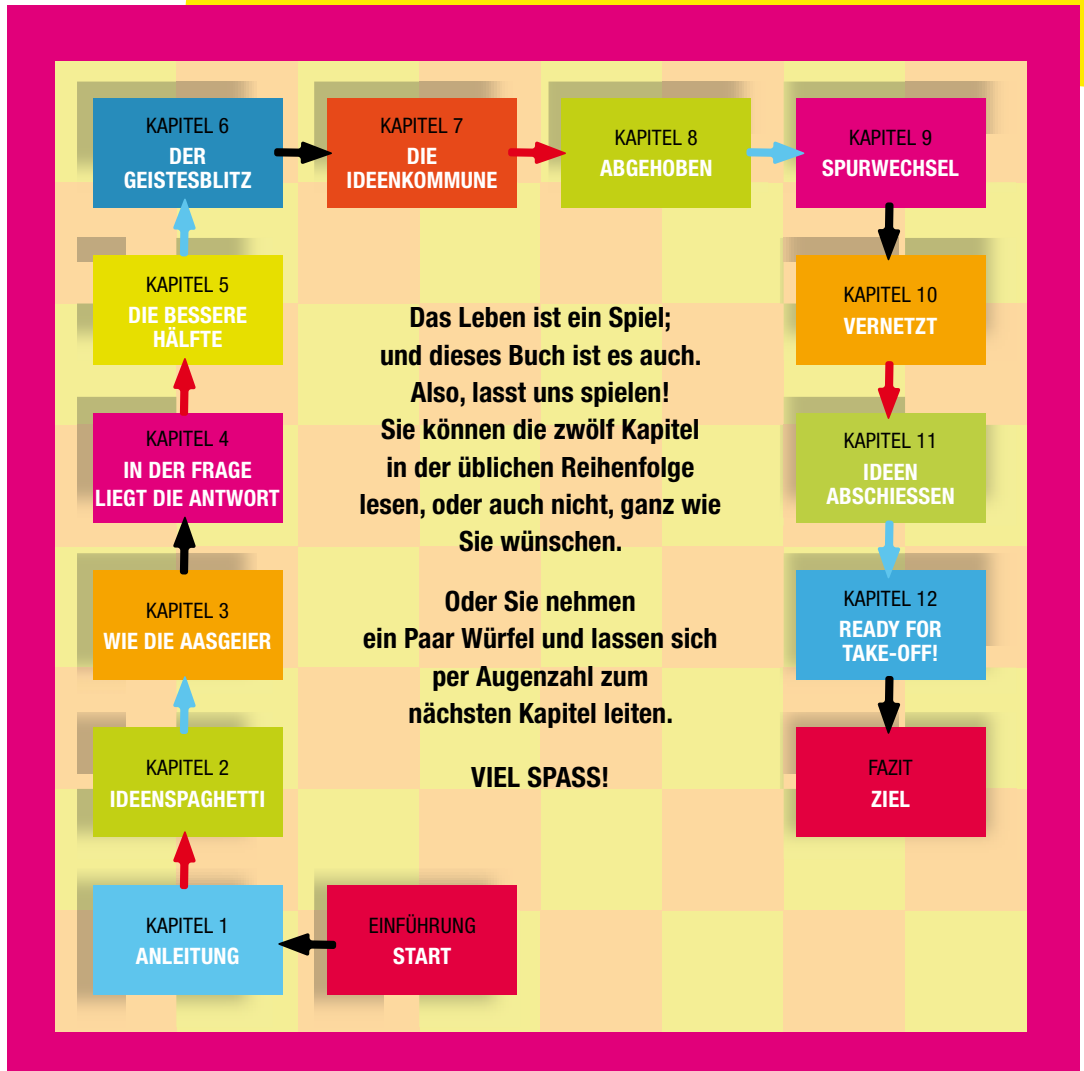 KAPITEL 6
DER
GEISTESBLITZ
KAPITEL 7
DIE
IDEENKOMMUNE
KAPITEL 8
ABGEHOBEN
KAPITEL 9
SPURWECHSEL
KAPITEL 5
DIE BESSERE
HÄLFTE
KAPITEL 10
VERNETZT
KAPITEL 4
IN DER FRAGE
LIEGT DIE ANTWORT
KAPITEL 11
IDEEN
ABSCHIESSEN
KAPITEL 3
WIE DIE AASGEIER
KAPITEL 12
READY FOR
TAKE-OFF!
KAPITEL 2
IDEENSPAGHETTI
FAZIT
ZIEL
KAPITEL 1
ANLEITUNG
EINFÜHRUNG
START
Das Leben ist ein Spiel;
und dieses Buch ist es auch.
Also, lasst uns spielen!
Sie können die zwölf Kapitel
in der üblichen Reihenfolge
lesen, oder auch nicht, ganz wie
Sie wünschen.
Oder Sie nehmen
ein Paar Würfel und lassen sich
per Augenzahl zum
nächsten Kapitel leiten.
VIEL SPASS!